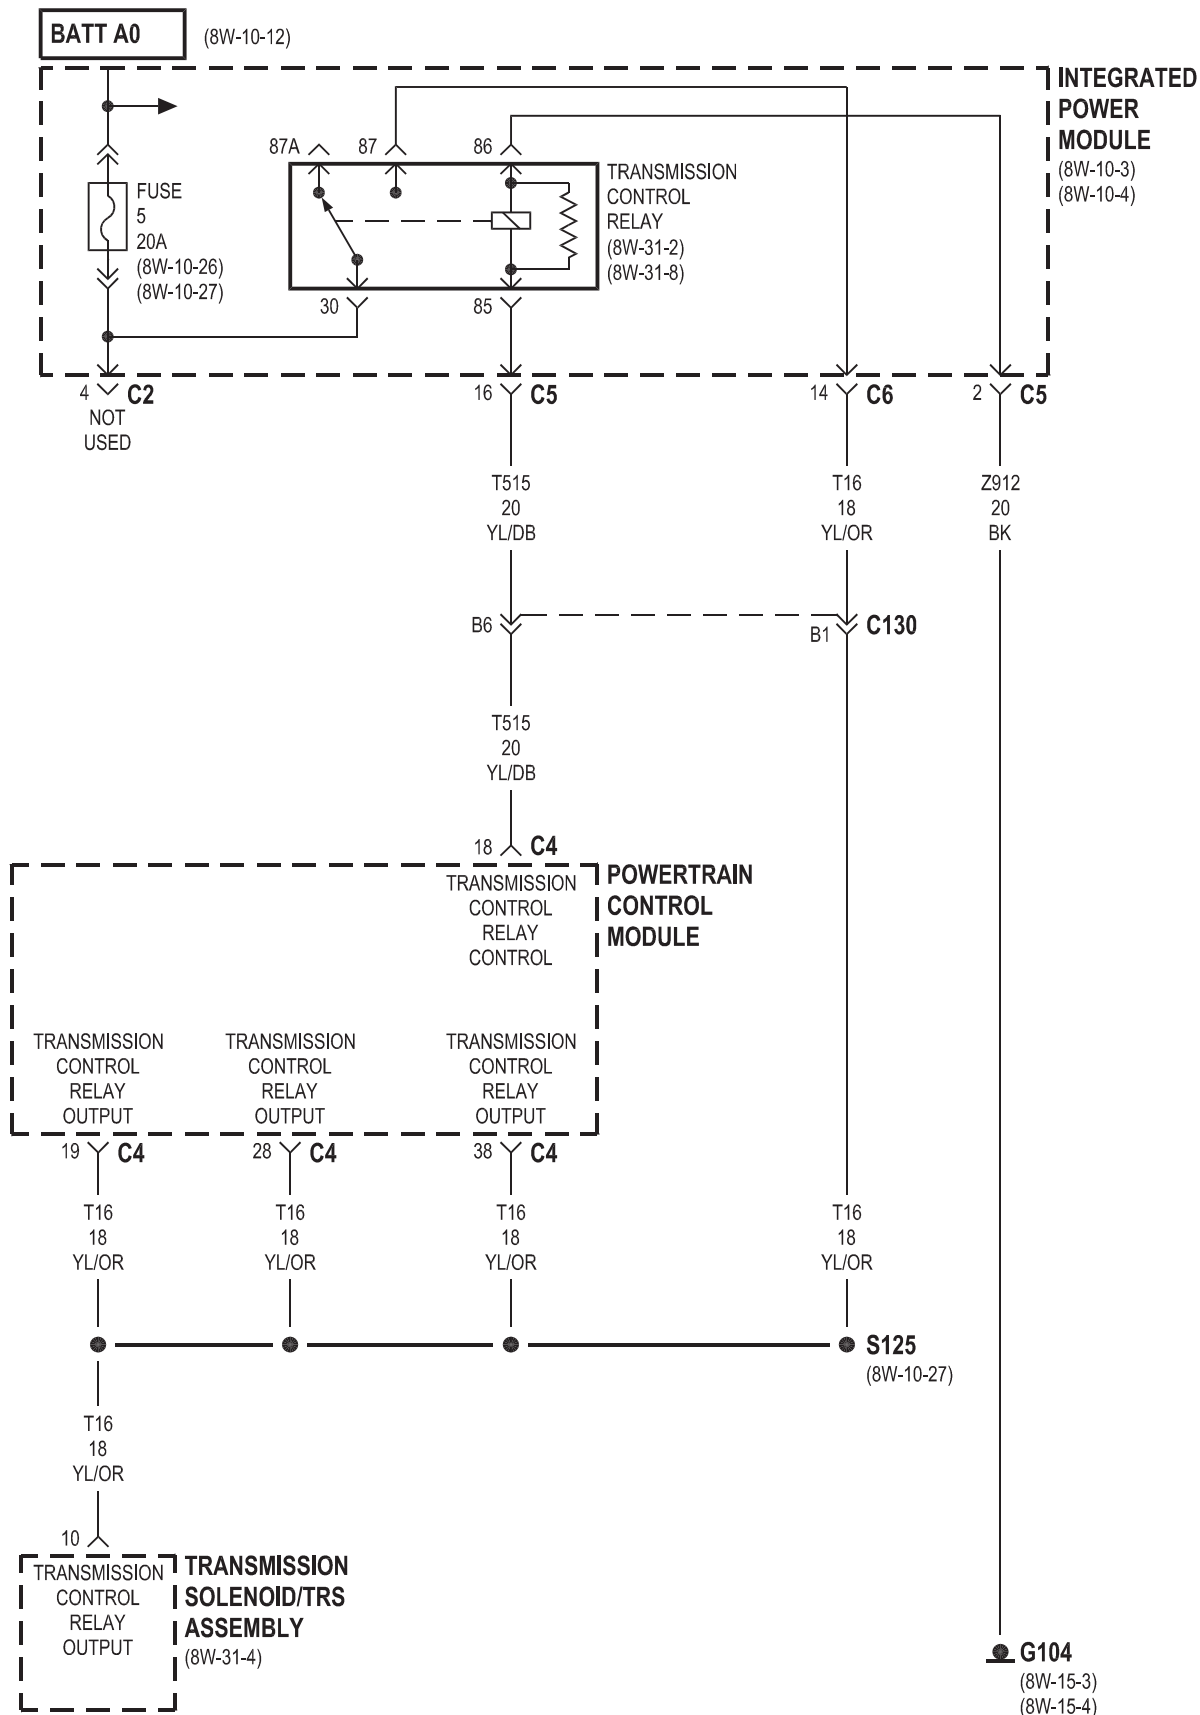 BATT A0
(8W-10-12)
INTEGRATED
POWER
MODULE
(8W-10-3)
(8W-10-4)
87A
87
86
TRANSMISSION
CONTROL
RELAY
(8W-31-2)
(8W-31-8)
FUSE
5
20A
(8W-10-26)
(8W-10-27)
30
85
4
C2
NOT
USED
16
C5
14
C6
2
C5
T515
20
YL/DB
T16
18
YL/OR
Z912
20
BK
B6
B1
C130
T515
20
YL/DB
18
C4
TRANSMISSION
CONTROL
RELAY
CONTROL
POWERTRAIN
CONTROL
MODULE
TRANSMISSION
CONTROL
RELAY
OUTPUT
TRANSMISSION
CONTROL
RELAY
OUTPUT
TRANSMISSION
CONTROL
RELAY
OUTPUT
19
C4
28
C4
38
C4
T16
18
YL/OR
T16
18
YL/OR
T16
18
YL/OR
T16
18
YL/OR
S125
(8W-10-27)
T16
18
YL/OR
10
TRANSMISSION
CONTROL
RELAY
OUTPUT
TRANSMISSION
SOLENOID/TRS
ASSEMBLY
(8W-31-4)
G104
(8W-15-3)
(8W-15-4)